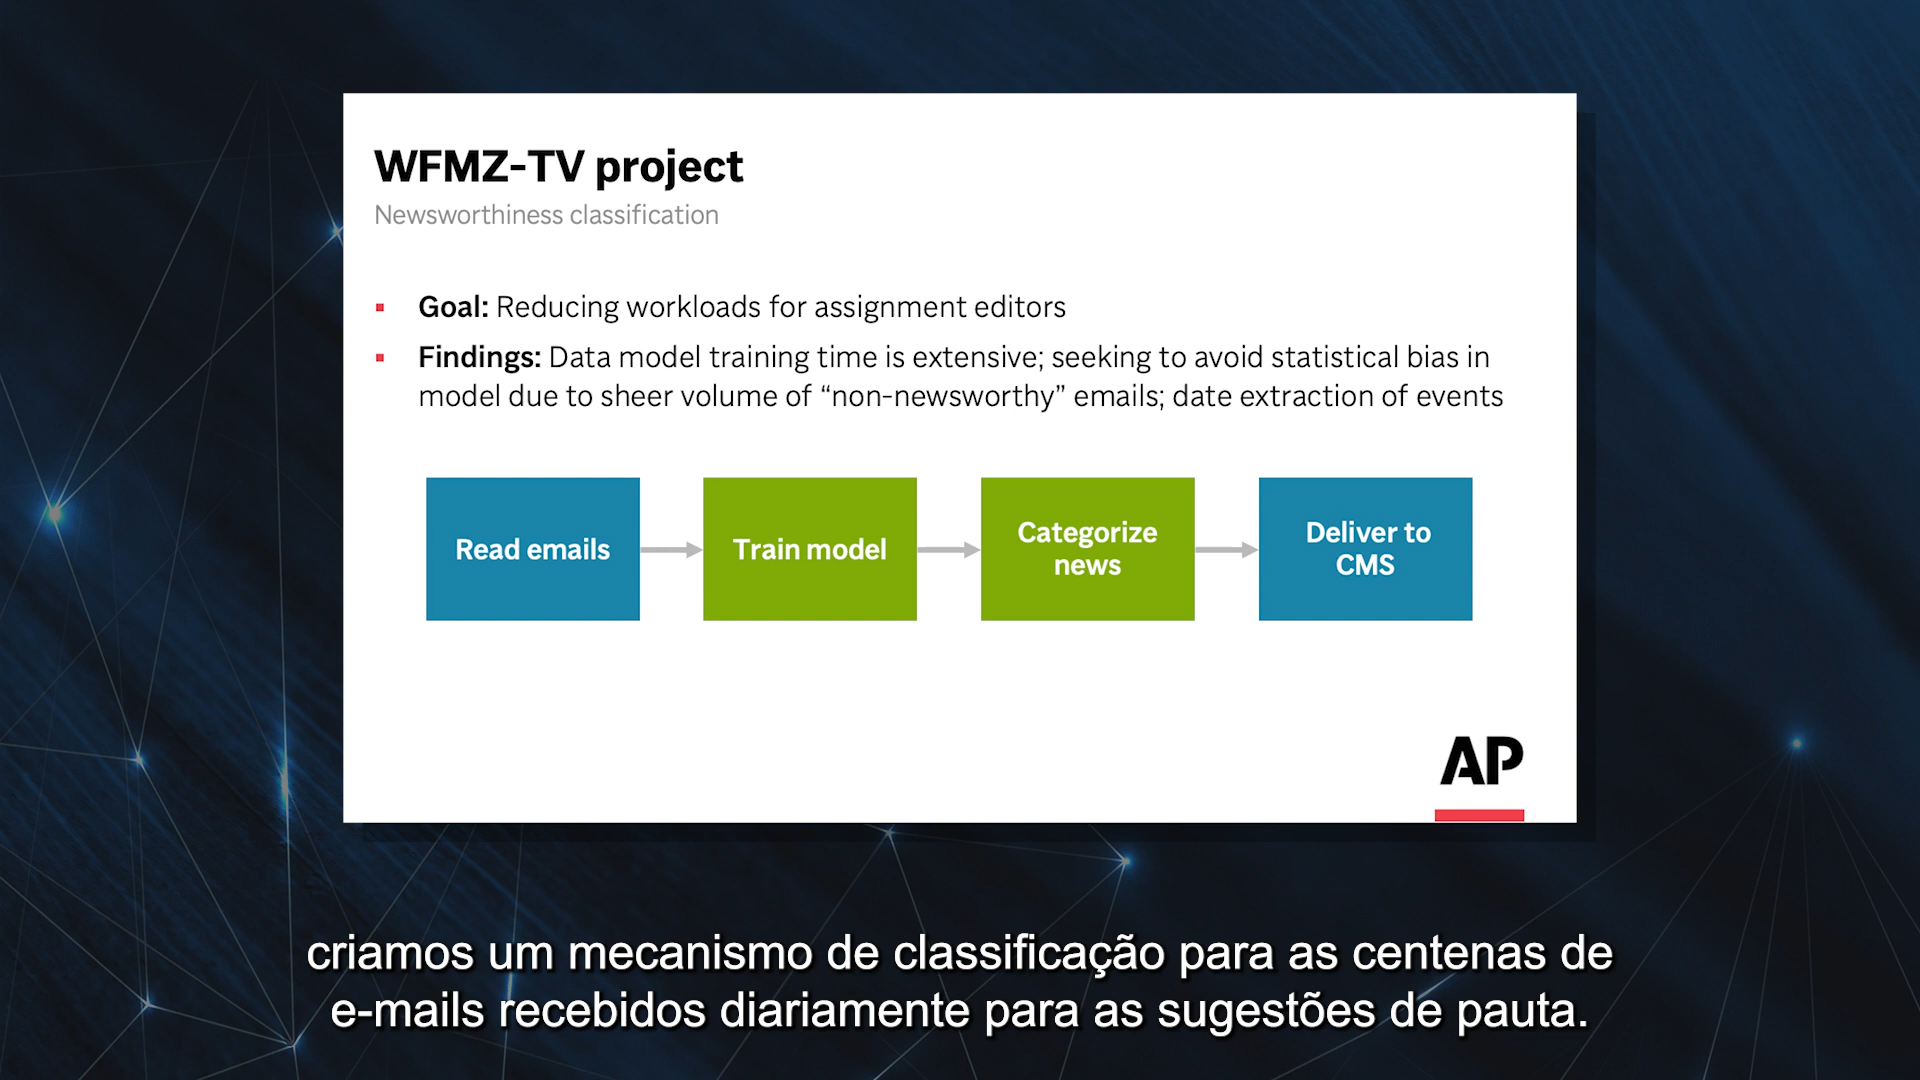 WFMZ-TV project
Newsworthiness classification
Goal: Reducing workloads for assignment editors
Findings: Data model training time is extensive; seeking to avoid statistical bias in
model due to sheer volume of “non-newsworthy” emails; date extraction of events
Read emails
Train model
Categorize
news
Deliver to
CMS
AP
criamos um mecanismo de classificação para as centenas de
e-mails recebidos diariamente para as sugestões de pauta.